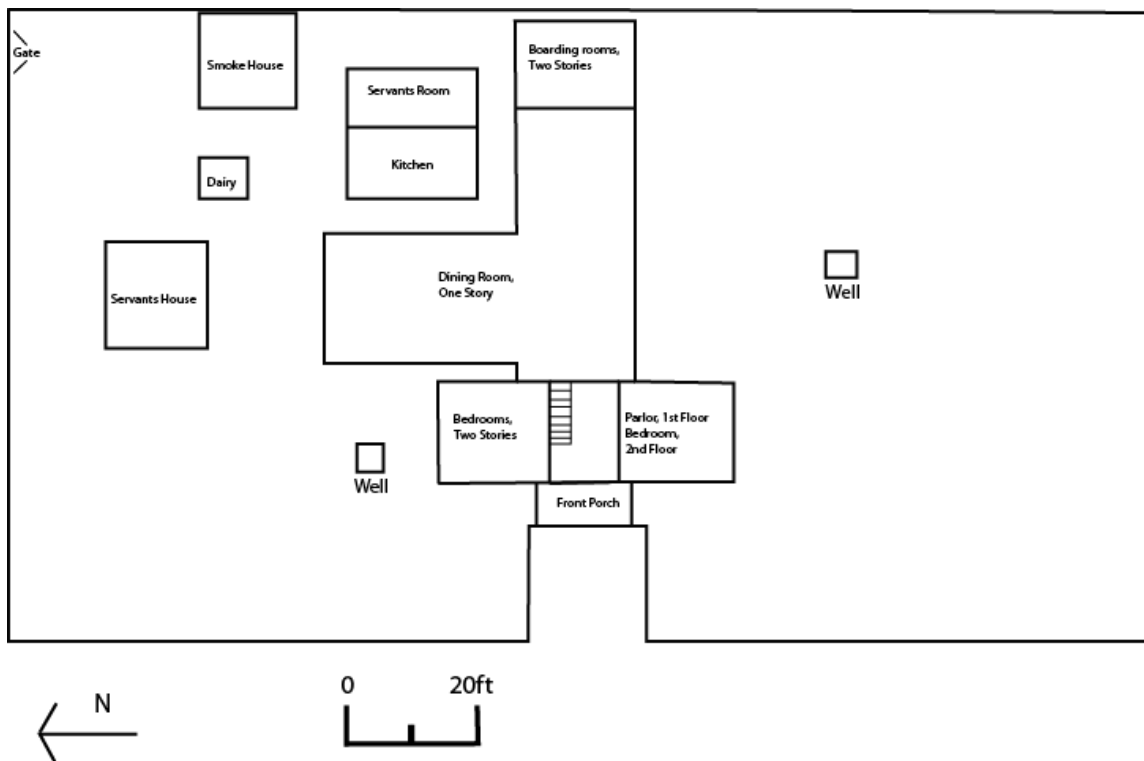 Gate
Smoke House
Boarding rooms,
Two Stories
Servants Room
Kitchen
Dairy
Servants House
Dining Room,
One Story
Well
Bedrooms,
Two Stories
Parlor, 1st Floor
Bedroom,
2nd Floor
Well
Front Porch
N
0 20ft